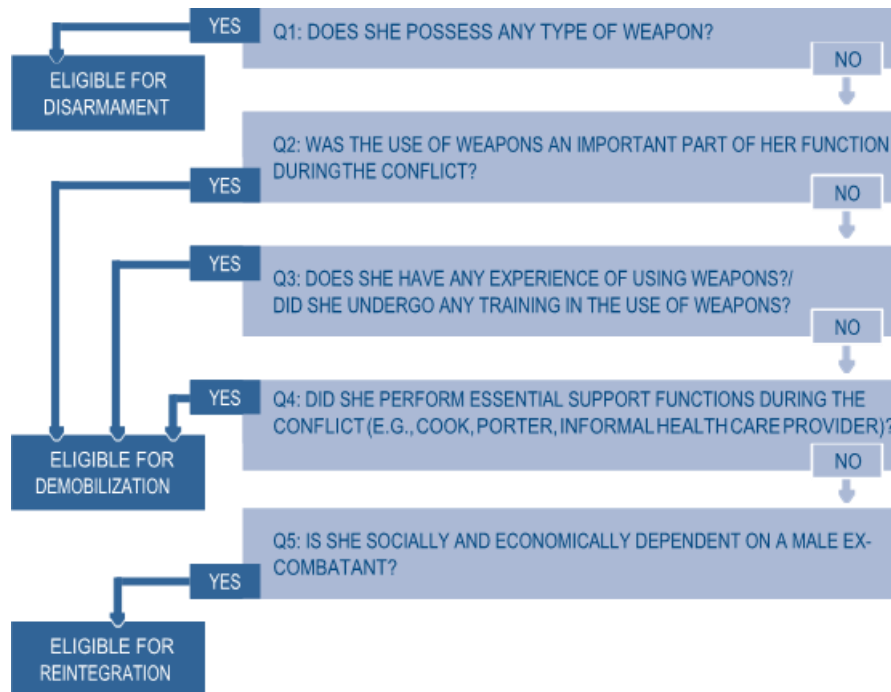 YES
Q1: DOES SHE POSSESS ANY TYPE OF WEAPON?
NO
ELIGIBLE FOR
DISARMAMENT
Q2: WAS THE USE OF WEAPONS AN IMPORTANT PART OF HER FUNCTION
DURINGTHE CONFLICT?
YES
NO
YES
Q3: DOES SHE HAVE ANY EXPERIENCE OF USING WEAPONS?/
DID SHE UNDERGO ANY TRAINING IN THE USE OF WEAPONS?
NO
YES
Q4: DID SHE PERFORM ESSENTIAL SUPPORT FUNCTIONS DURING THE
CONFLICT (E.G., COOK, PORTER, INFORMAL HEALTH CARE PROVIDER)?
NO
ELIGIBLE FOR
DEMOBILIZATION
Q5: IS SHE SOCIALLY AND ECONOMICALLY DEPENDENT ON A MALE EX-
COMBATANT?
YES
ELIGIBLE FOR
REINTEGRATION